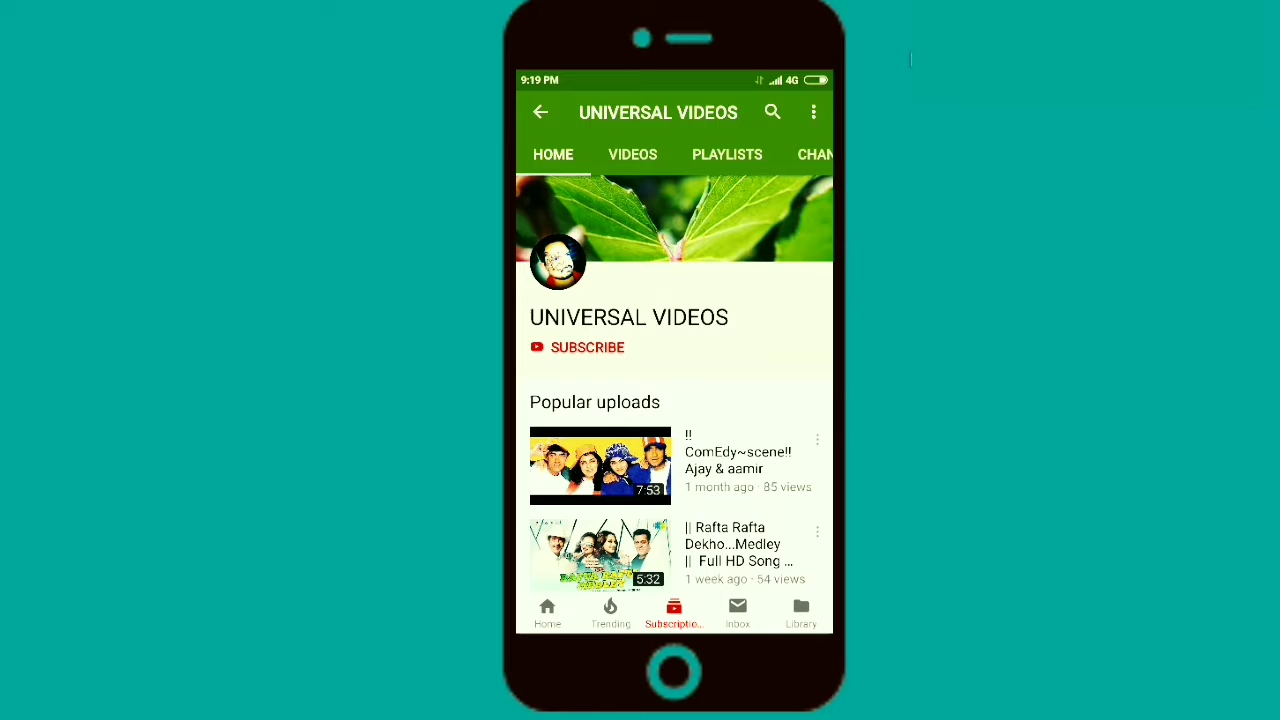 9:19 PM 4G
UNIVERSAL VIDEOS
HOME VIDEOS PLAYLISTS CHAN
UNIVERSAL VIDEOS
SUBSCRIBE
Popular uploads
!!
ComEdy~scene!!
Ajay & aamir
1 month ago · 85 views
7:53
|| Rafta Rafta
Dekho...Medley
|| Full HD Song ...
1 week ago · 54 views
5:32
Home Trending Subscriptio... Inbox Library